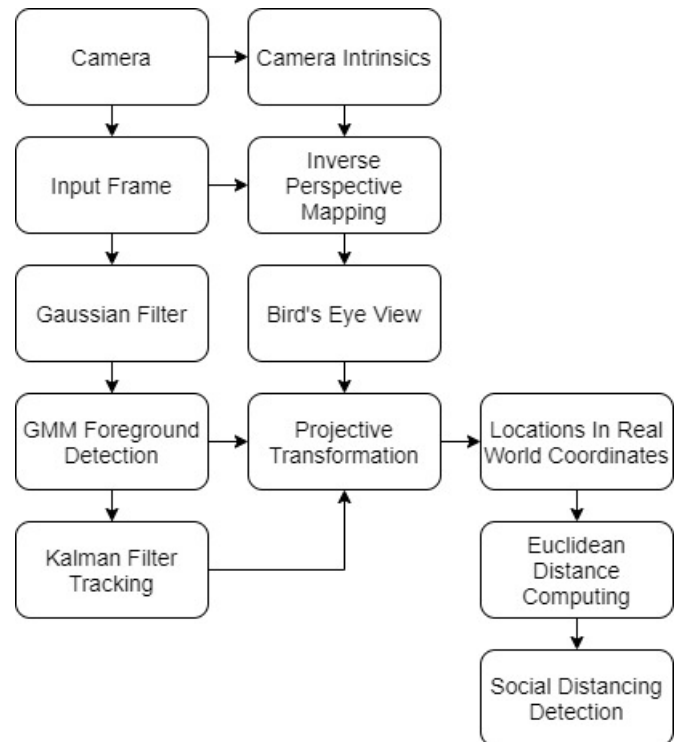 Camera
Camera Intrinsics
Input Frame
Inverse
Perspective
Mapping
Gaussian Filter
Bird's Eye View
GMM Foreground
Detection
Projective
Transformation
Locations In Real
World Coordinates
Kalman Filter
Tracking
Euclidean
Distance
Computing
Social Distancing
Detection